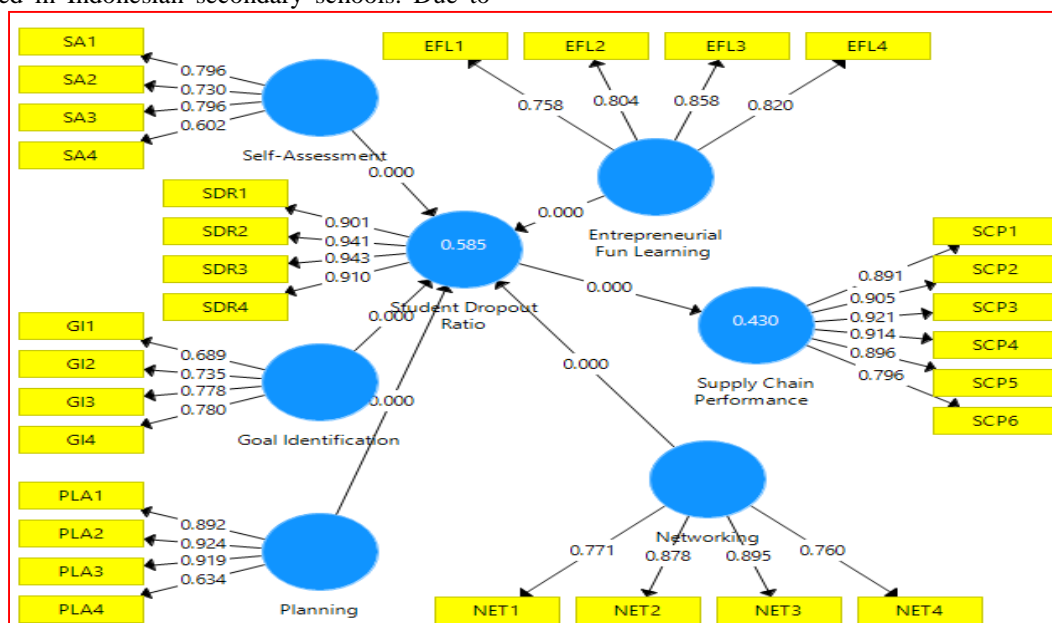 ed in Indonesian secondary schools. Due to
SA1
SA2
SA3
SA4
0.796
0.730
0.796
0.602
Self-Assessment
0.000
EFL1
EFL2
EFL3
EFL4
0.758
0.804
0.858
0.820
Entrepreneurial
Fun Learning
0.000
SDR1
SDR2
SDR3
SDR4
0.901
0.941
0.943
0.910
0.585
Student Dropout
Ratio
0.000
SCP1
SCP2
SCP3
SCP4
SCP5
SCP6
0.891
0.905
0.921
0.914
0.896
0.796
0.430
Supply Chain
Performance
GI1
GI2
GI3
GI4
0.689
0.735
0.778
0.780
Goal Identification
0.000
0.000
0.000
PLA1
PLA2
PLA3
PLA4
0.892
0.924
0.919
0.634
Planning
Networking
0.771
0.878
0.895
0.760
NET1
NET2
NET3
NET4